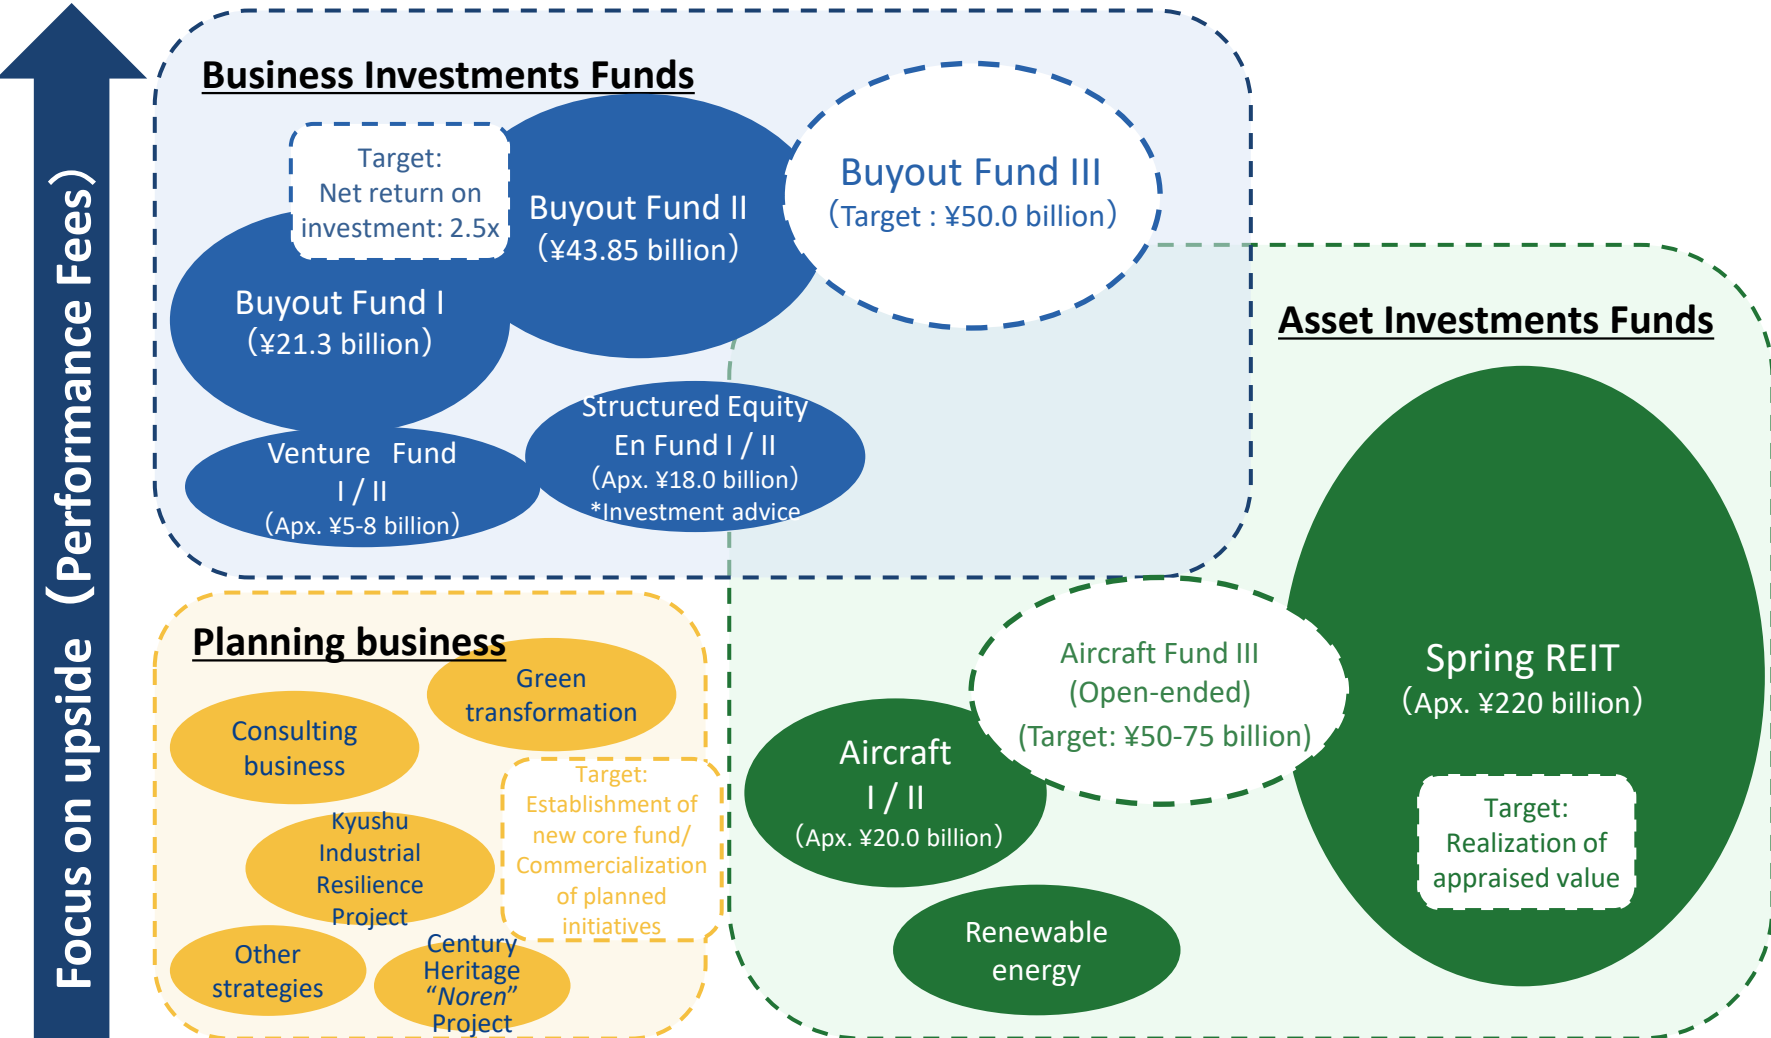 Focus on upside（Performance Fees）
Business Investments Funds
Target:
Net return on
investment: 2.5x
Buyout Fund I
（¥21.3 billion）
Buyout Fund II
（¥43.85 billion）
Buyout Fund III
（Target : ¥50.0 billion）
Venture Fund
I / II
（Apx. ¥5-8 billion）
Structured Equity
En Fund I / II
（Apx. ¥18.0 billion）
*Investment advice
Asset Investments Funds
Spring REIT
（Apx. ¥220 billion）
Target:
Realization of
appraised value
Aircraft Fund III
(Open-ended)
(Target: ¥50-75 billion)
Aircraft
I / II
（Apx. ¥20.0 billion）
Renewable
energy
Planning business
Green
transformation
Consulting
business
Kyushu
Industrial
Resilience
Project
Target:
Establishment of
new core fund/
Commercialization
of planned
initiatives
Other
strategies
Century
Heritage
“Noren”
Project